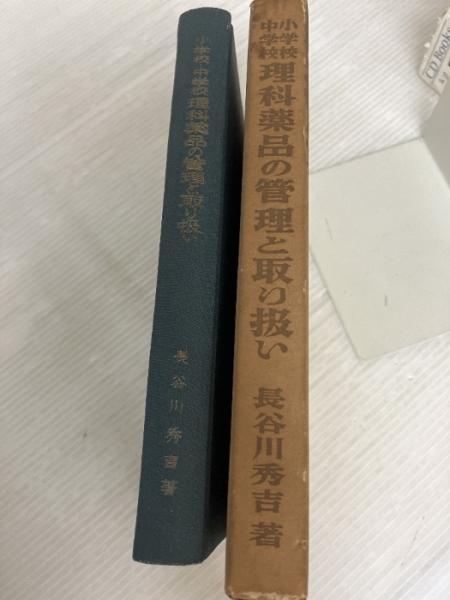 小学校・中学校理科薬品の管理と取り扱い
長谷川秀吉著
小学校
中学校
理科薬品の管理と取り扱い
長谷川秀吉著
CD Books